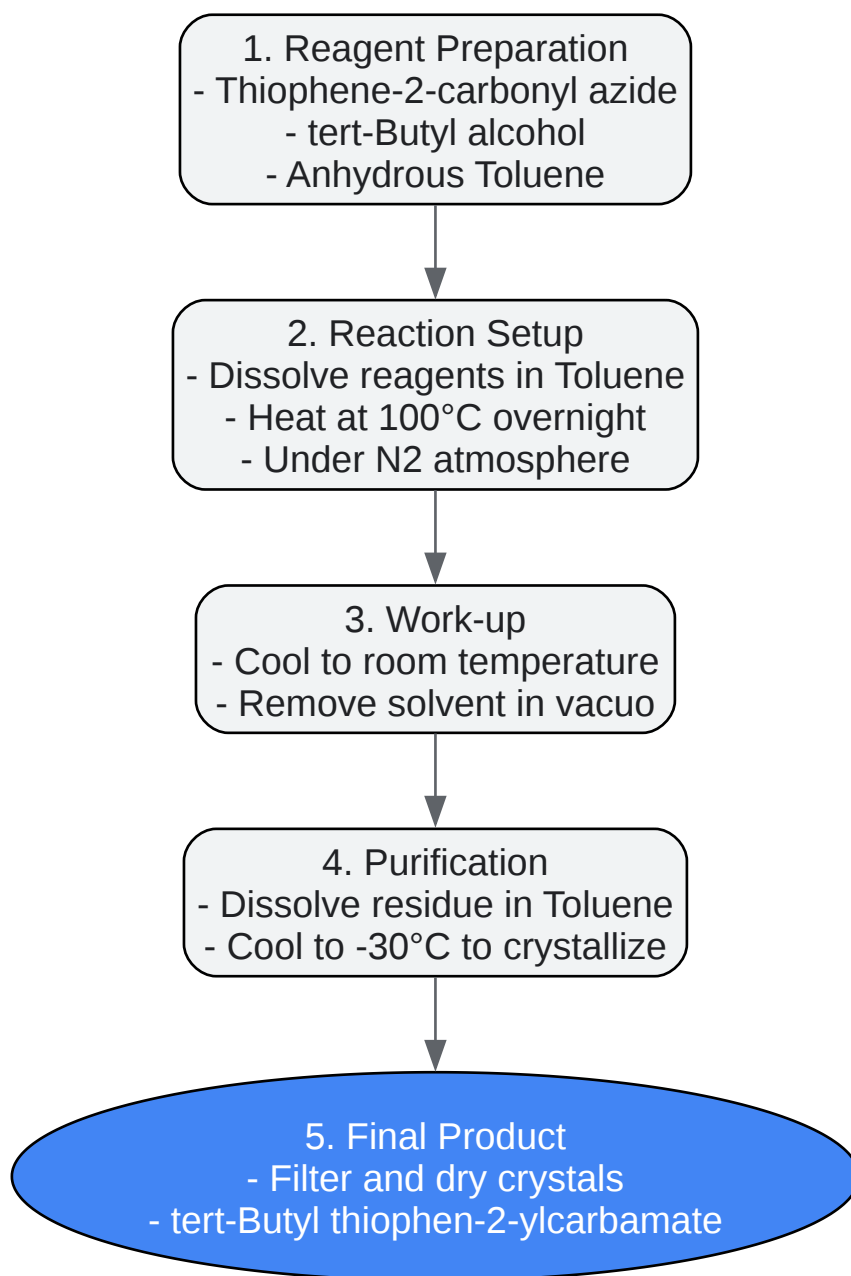 1. Reagent Preparation
- Thiophene-2-carbonyl azide
- tert-Butyl alcohol
- Anhydrous Toluene
2. Reaction Setup
- Dissolve reagents in Toluene
- Heat at 100°C overnight
- Under N2 atmosphere
3. Work-up
- Cool to room temperature
- Remove solvent in vacuo
4. Purification
- Dissolve residue in Toluene
- Cool to -30°C to crystallize
5. Final Product
- Filter and dry crystals
- tert-Butyl thiophen-2-ylcarbamate